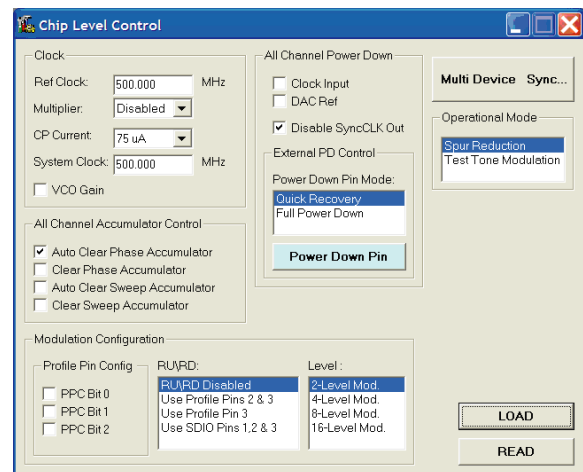 Chip Level Control
Clock
Ref Clock: 500.000 MHz
Multiplier: Disabled
CP Current: 75 uA
System Clock: 500.000 MHz
VCO Gain
All Channel Accumulator Control
Auto Clear Phase Accumulator
Clear Phase Accumulator
Auto Clear Sweep Accumulator
Clear Sweep Accumulator
All Channel Power Down
Clock Input
DAC Ref
Disable SyncCLK Out
External PD Control
Power Down Pin Mode:
Quick Recovery
Full Power Down
Power Down Pin
Multi Device Sync...
Operational Mode
Spur Reduction
Test Tone Modulation
Modulation Configuration
Profile Pin Config
PPC Bit 0
PPC Bit 1
PPC Bit 2
RU\RD:
RU\RD Disabled
Use Profile Pins 2 & 3
Use Profile Pin 3
Use SDIO Pins 1,2 & 3
Level :
2-Level Mod.
4-Level Mod.
8-Level Mod.
16-Level Mod.
LOAD
READ